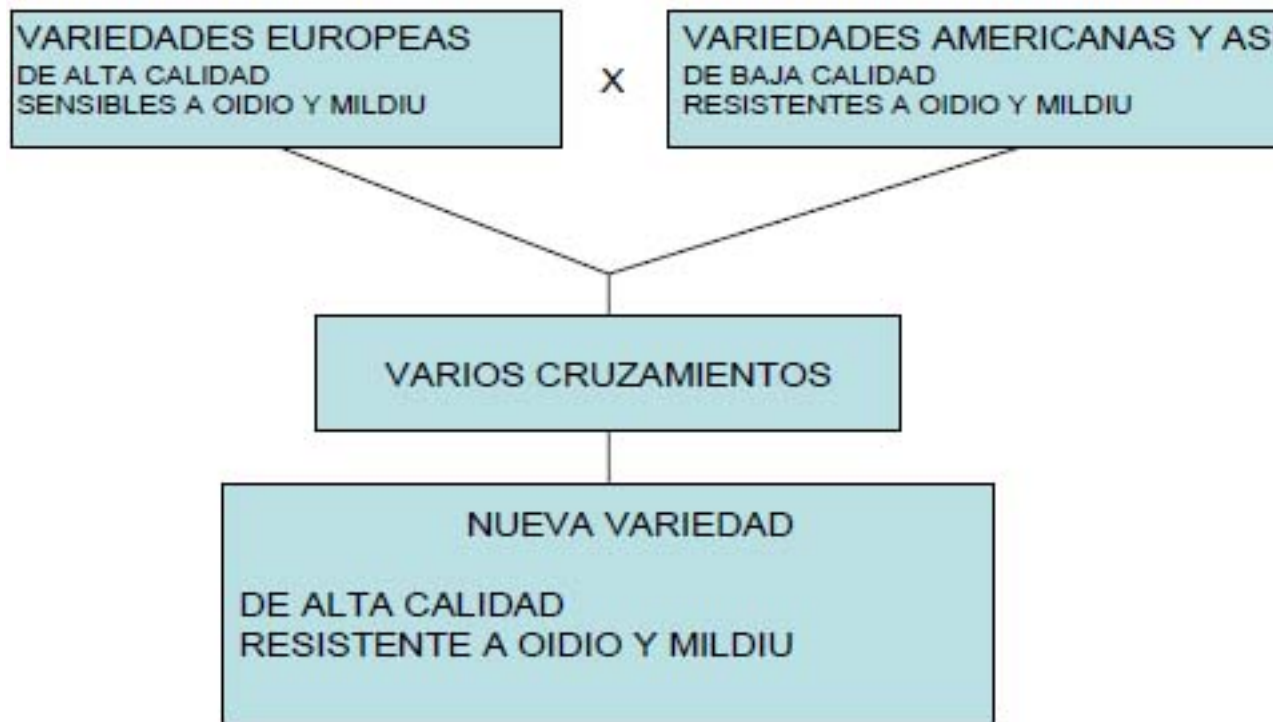 VARIEDADES EUROPEAS
DE ALTA CALIDAD
SENSIBLES A OIDIO Y MILDIU
X
VARIEDADES AMERICANAS Y AS
DE BAJA CALIDAD
RESISTENTES A OIDIO Y MILDIU
VARIOS CRUZAMIENTOS
NUEVA VARIEDAD
DE ALTA CALIDAD
RESISTENTE A OIDIO Y MILDIU